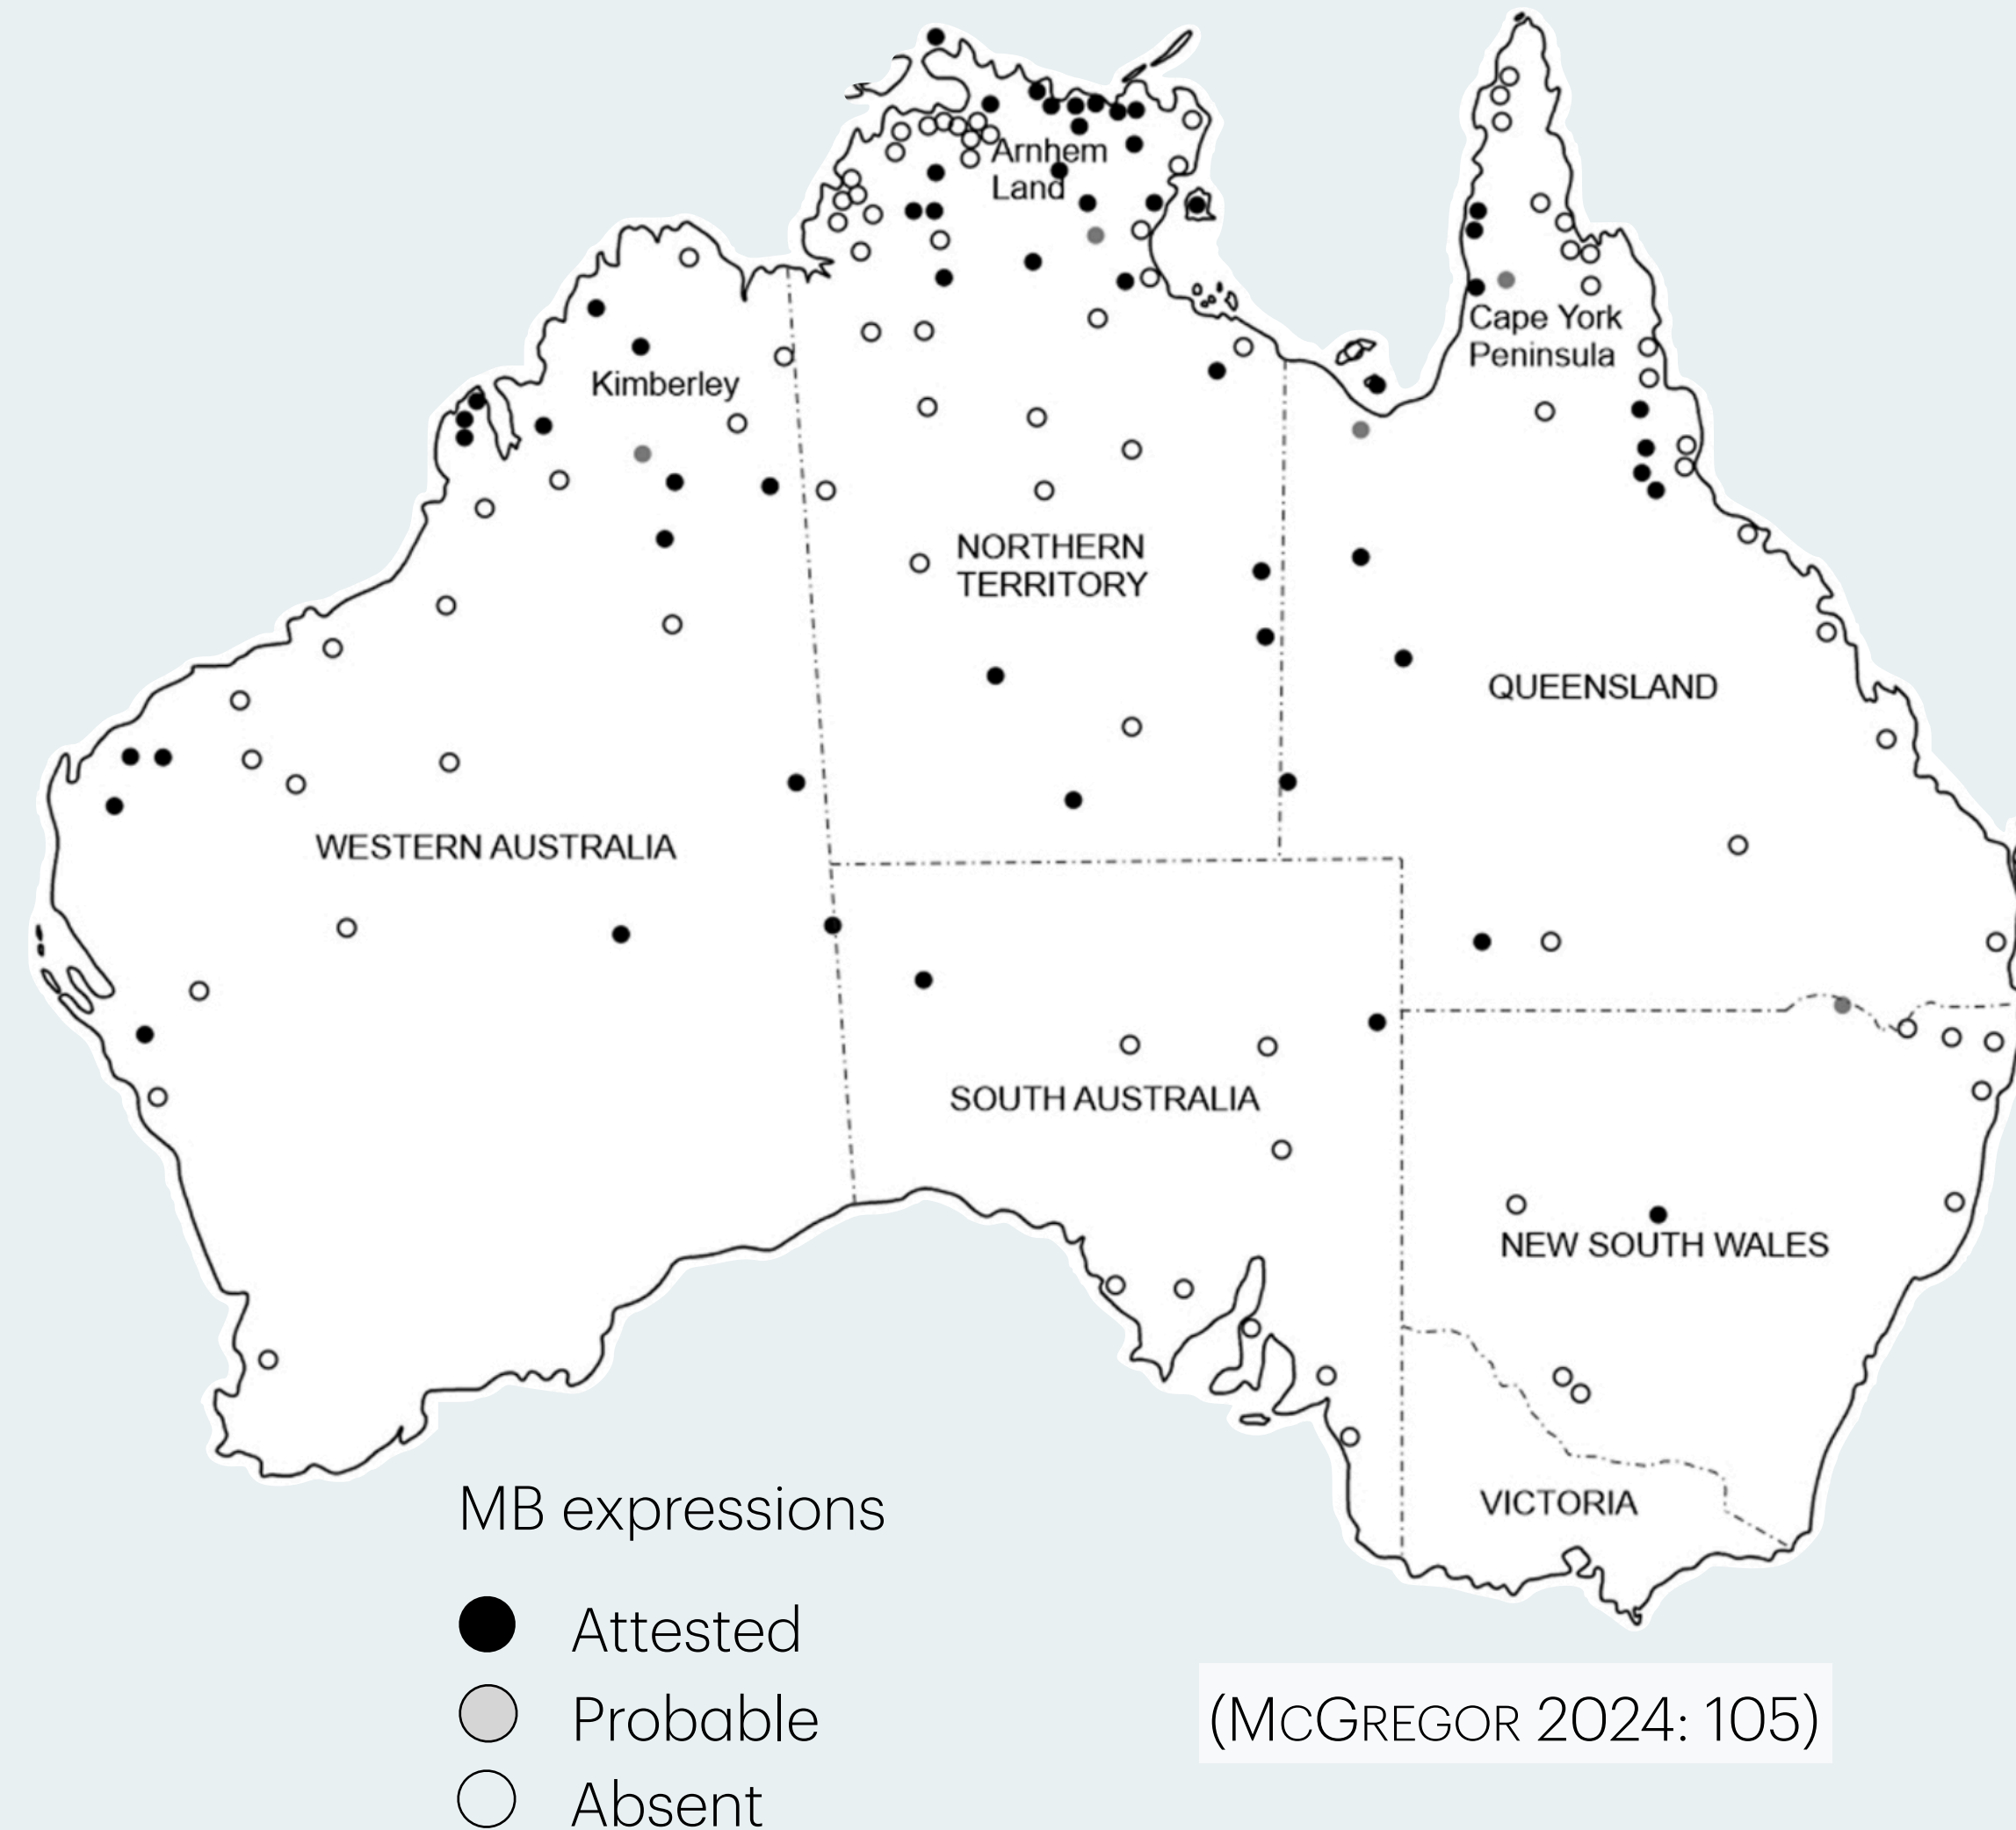 Arnhem
Land
Kimberley
Cape York
Peninsula
NORTHERN
TERRITORY
QUEENSLAND
WESTERN AUSTRALIA
SOUTH AUSTRALIA
NEW SOUTH WALES
VICTORIA
MB expressions
Attested
Probable
Absent
(MCGREGOR 2024: 105)